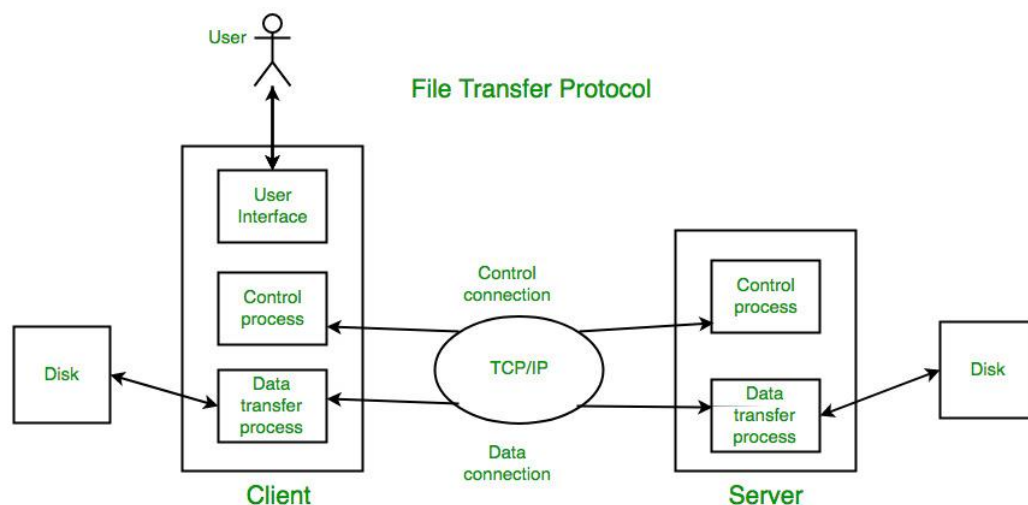 User
File Transfer Protocol
User
Interface
Control
process
Data
transfer
process
Disk
Client
Control
connection
TCP/IP
Data
connection
Control
process
Data
transfer
process
Disk
Server